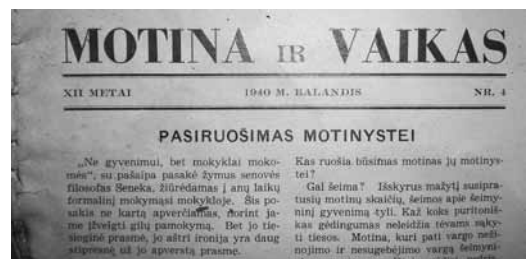 MOTINA IR VAIKAS
XII METAI 1940 M. BALANDIS NR. 4
PASIRUOŠIMAS MOTINYSTEI
„Ne gyvenimui, bet mokyklai moko-
mės“, su pašaipa pasakė žymus senovės
filosofas Seneka, žiūrėdamas į anų laikų
formalinį mokymąsi mokykloje. Šis po-
sakis ne kartą apverčiamas, norint ja-
me įžveigti gilų pamokymą. Bet jo tie-
sioginė prasmė, jo aštri ironija yra daug
stipresnė už jo apverstą prasmę.
Kas ruošia būsimas motinas jų motinys-
tei?
Gal šeima? Išskyrus mažytį susipra-
tusių motinų skaičių, šeimos apie šeimy-
ninį gyvenimą tyli. Kaž koks puritoniš-
kas gėdingumas neleidžia tėvams saky-
ti tiesos. Motina, kuri pati vargo neži-
nojimo ir nesugebėjimo vargą šeimyni-